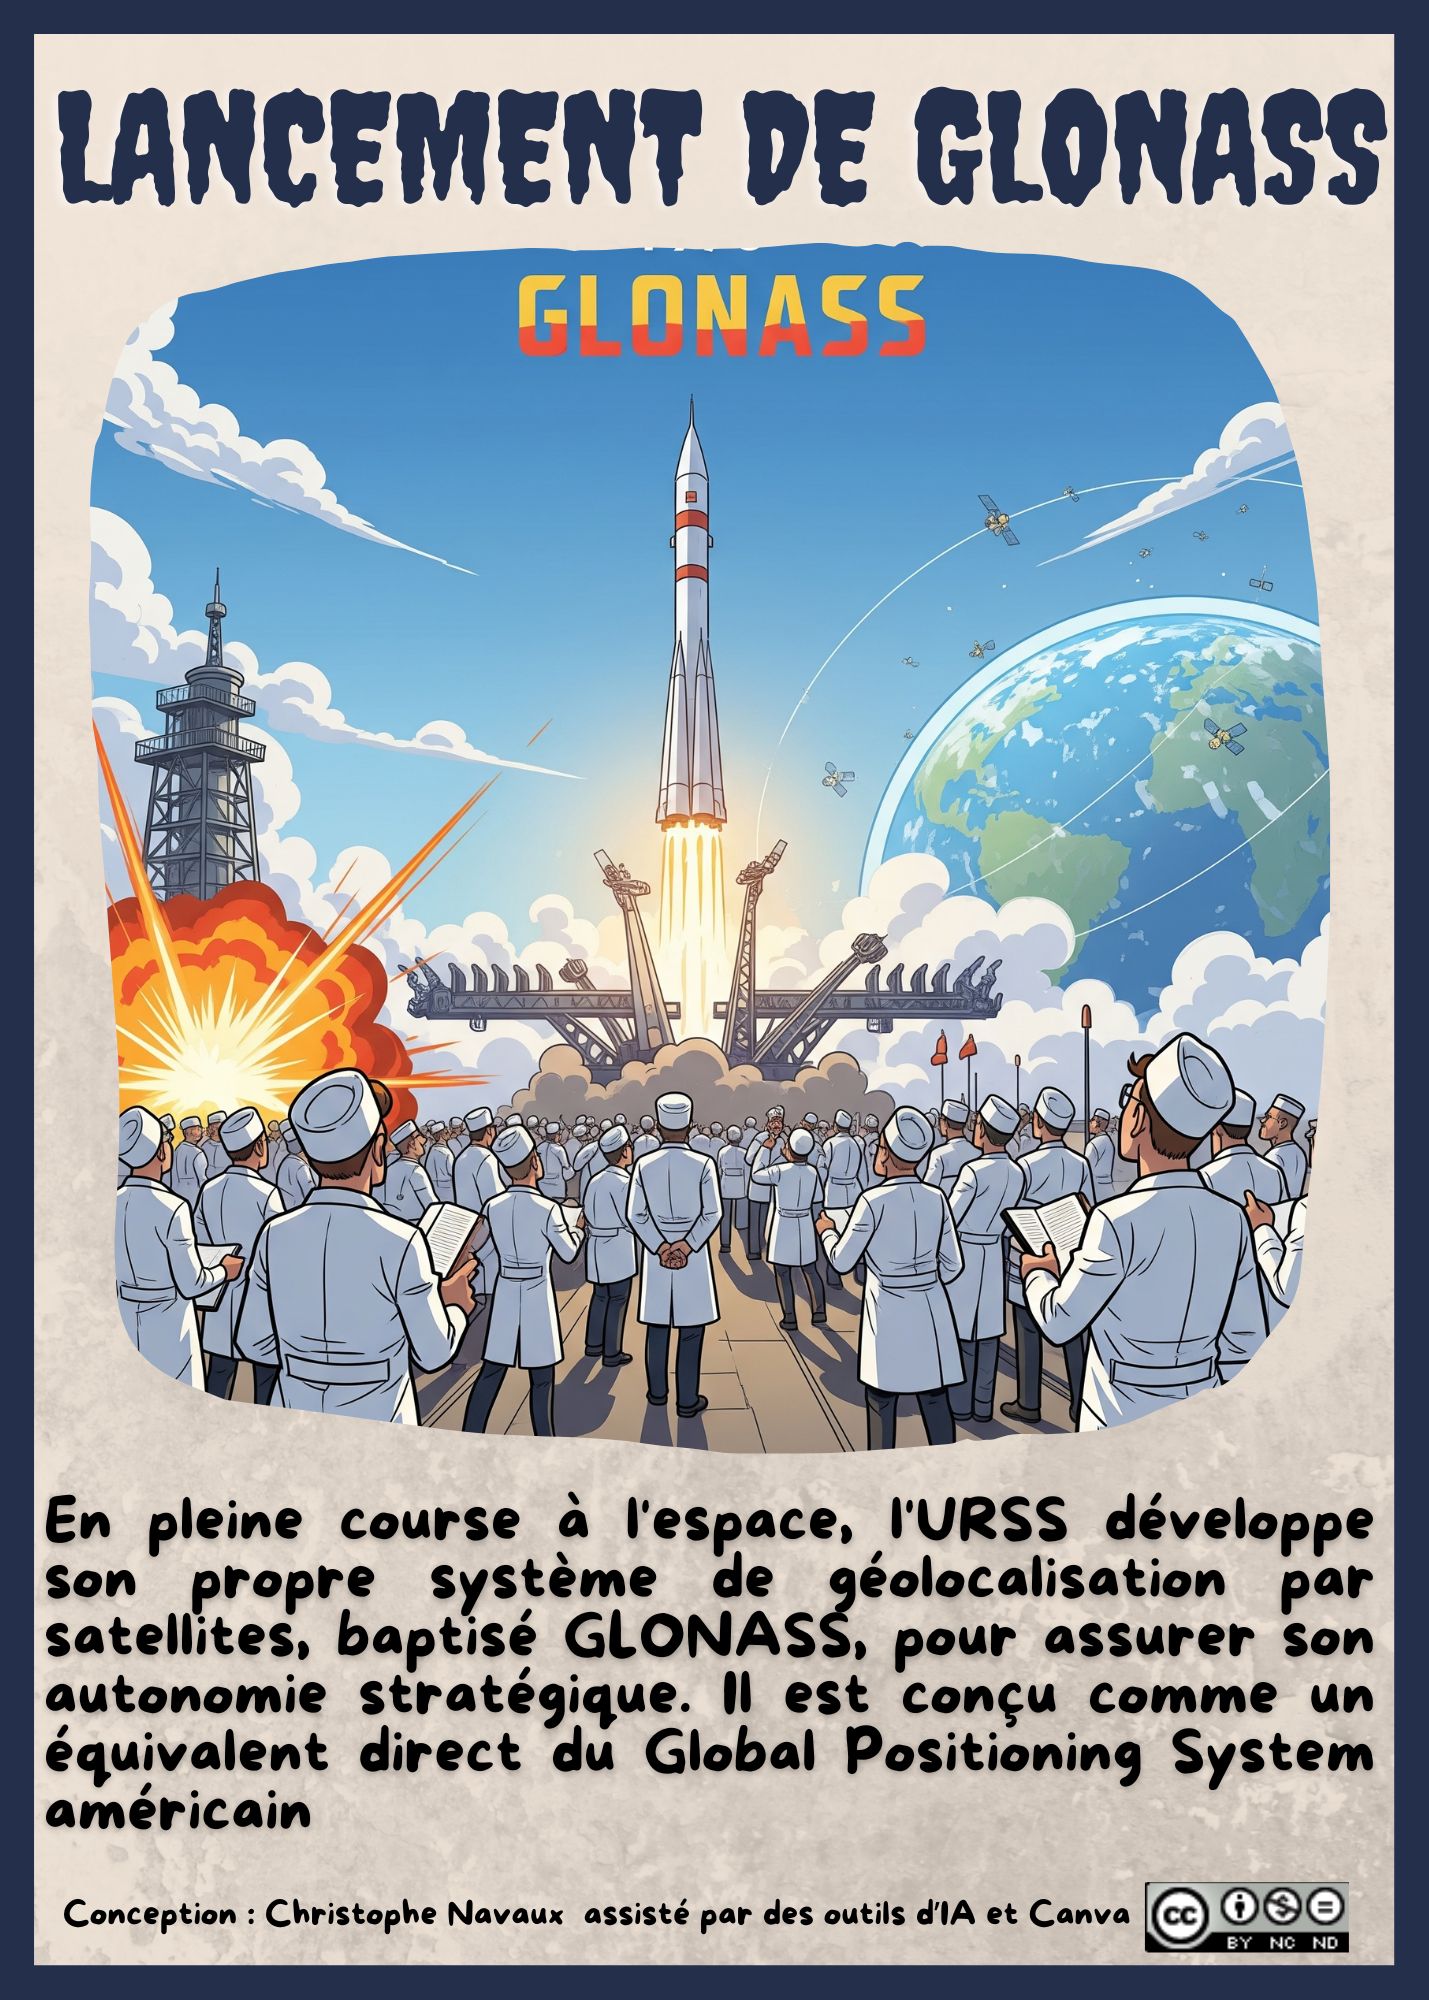 LANCEMENT DE GLONASS
GLONASS
En pleine course à l'espace, l'URSS développe
son propre système de géolocalisation par
satellites, baptisé GLONASS, pour assurer son
autonomie stratégique. Il est conçu comme un
équivalent direct du Global Positioning System
américain
Conception : Christophe Navaux assisté par des outils d'IA et Canva
cc
BY NC ND